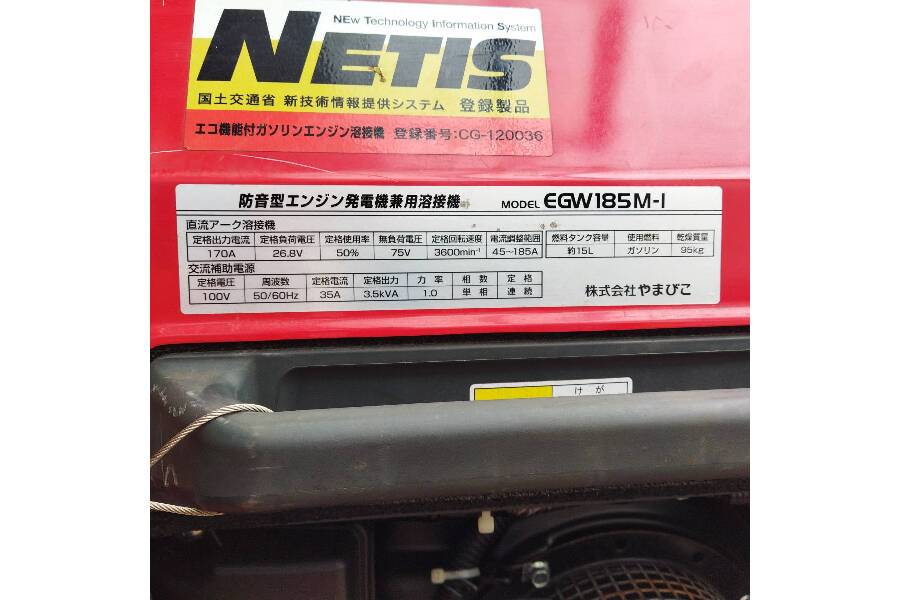 NEw Technology Information System
NETIS
国土交通省 新技術情報提供システム 登録製品
エコ機能付ガソリンエンジン溶接機 登録番号:CG-120036
防音型エンジン発電機兼用溶接機 MODEL EGW185M-I
直流アーク溶接機
定格出力電流 定格負荷電圧 定格使用率 無負荷電圧 定格回転速度 電流調整範囲 燃料タンク容量 使用燃料 乾燥質量
170A 26.8V 50% 75V 3600min⁻¹ 45~185A 約15L ガソリン 95kg
交流補助電源
定格電圧 周波数 定格電流 定格出力 力率 相数 定格
100V 50/60Hz 35A 3.5kVA 1.0 単相 連続
株式会社やまびこ
けが